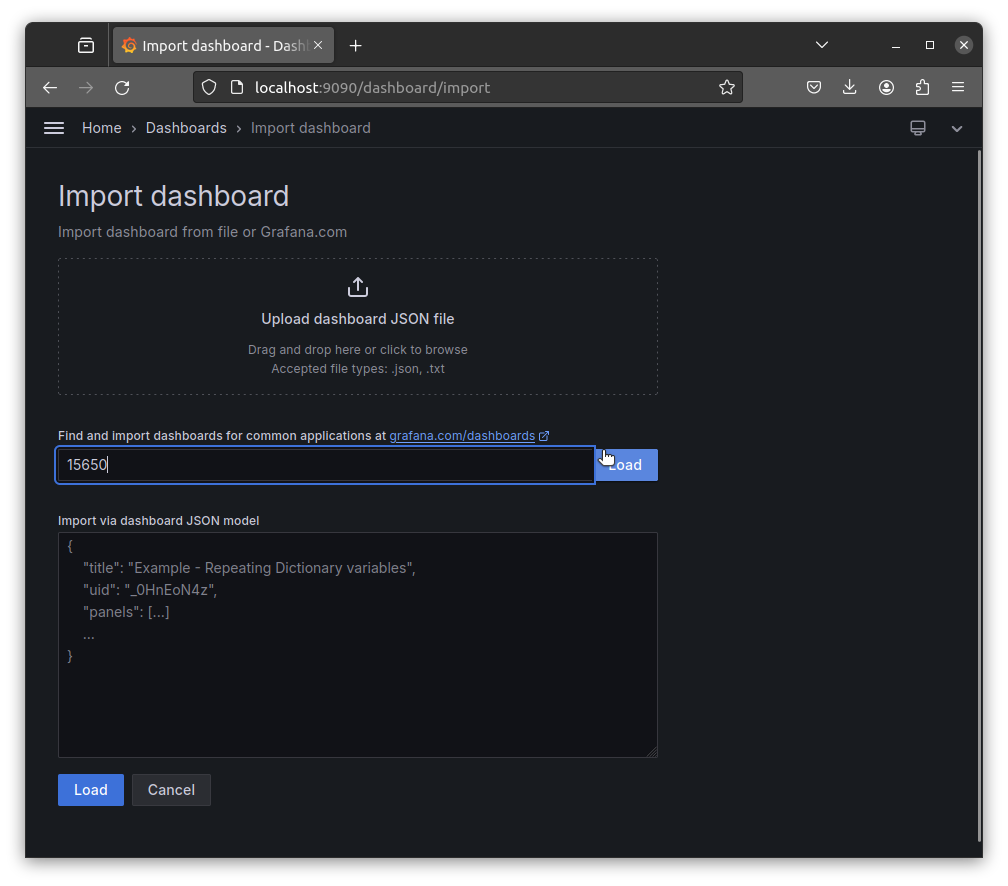 Import dashboard - Dash
localhost:9090/dashboard/import
Home › Dashboards › Import dashboard
Import dashboard
Import dashboard from file or Grafana.com
Upload dashboard JSON file
Drag and drop here or click to browse
Accepted file types: .json, .txt
Find and import dashboards for common applications at grafana.com/dashboards
15650 Load
Import via dashboard JSON model
{
"title": "Example - Repeating Dictionary variables",
"uid": "_0HnEoN4z",
"panels": [...]
...
}
Load Cancel